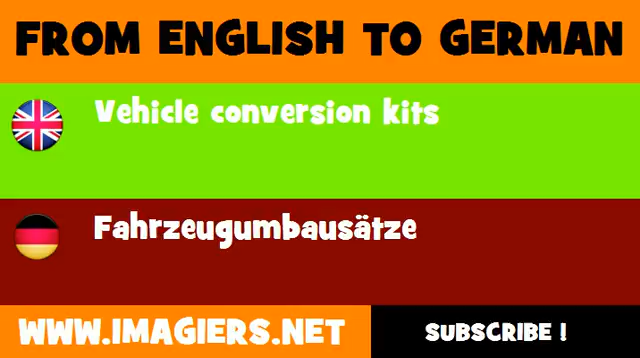 FROM ENGLISH TO GERMAN
Vehicle conversion kits
Fahrzeugumbausätze
WWW.IMAGIERS.NET
SUBSCRIBE !